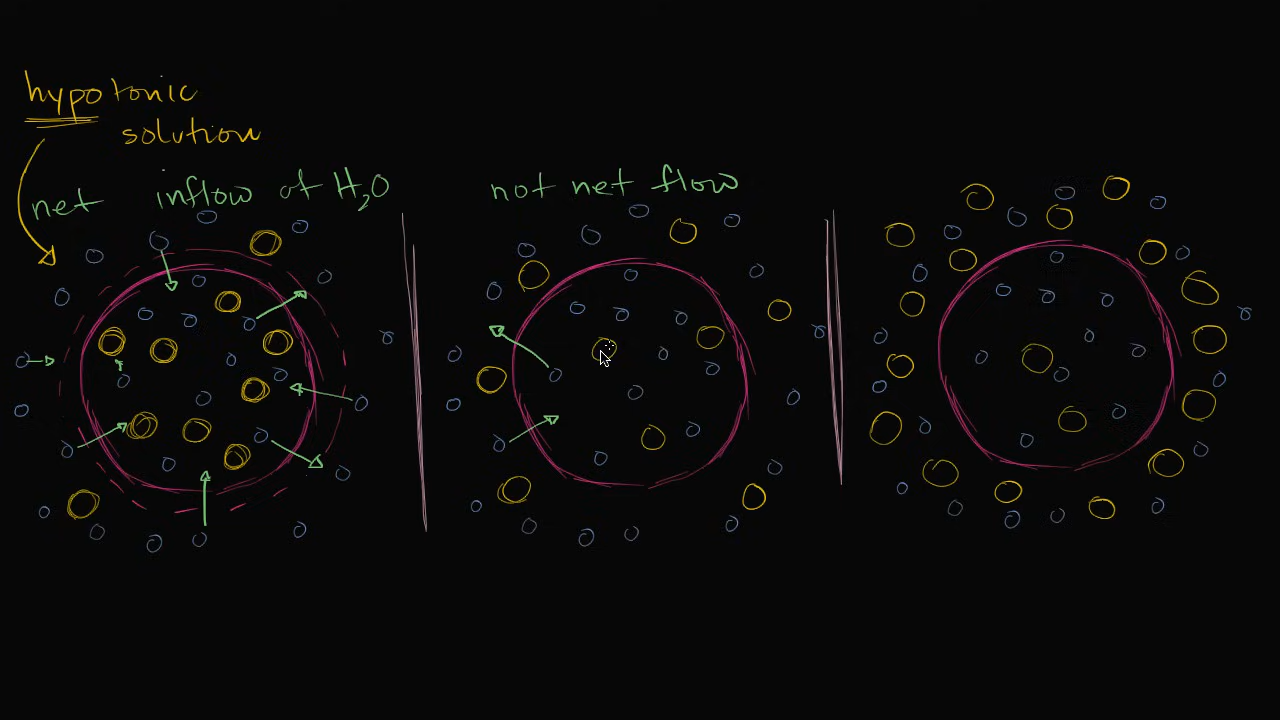 hypotonic
solution
net inflow of H₂O
not net flow